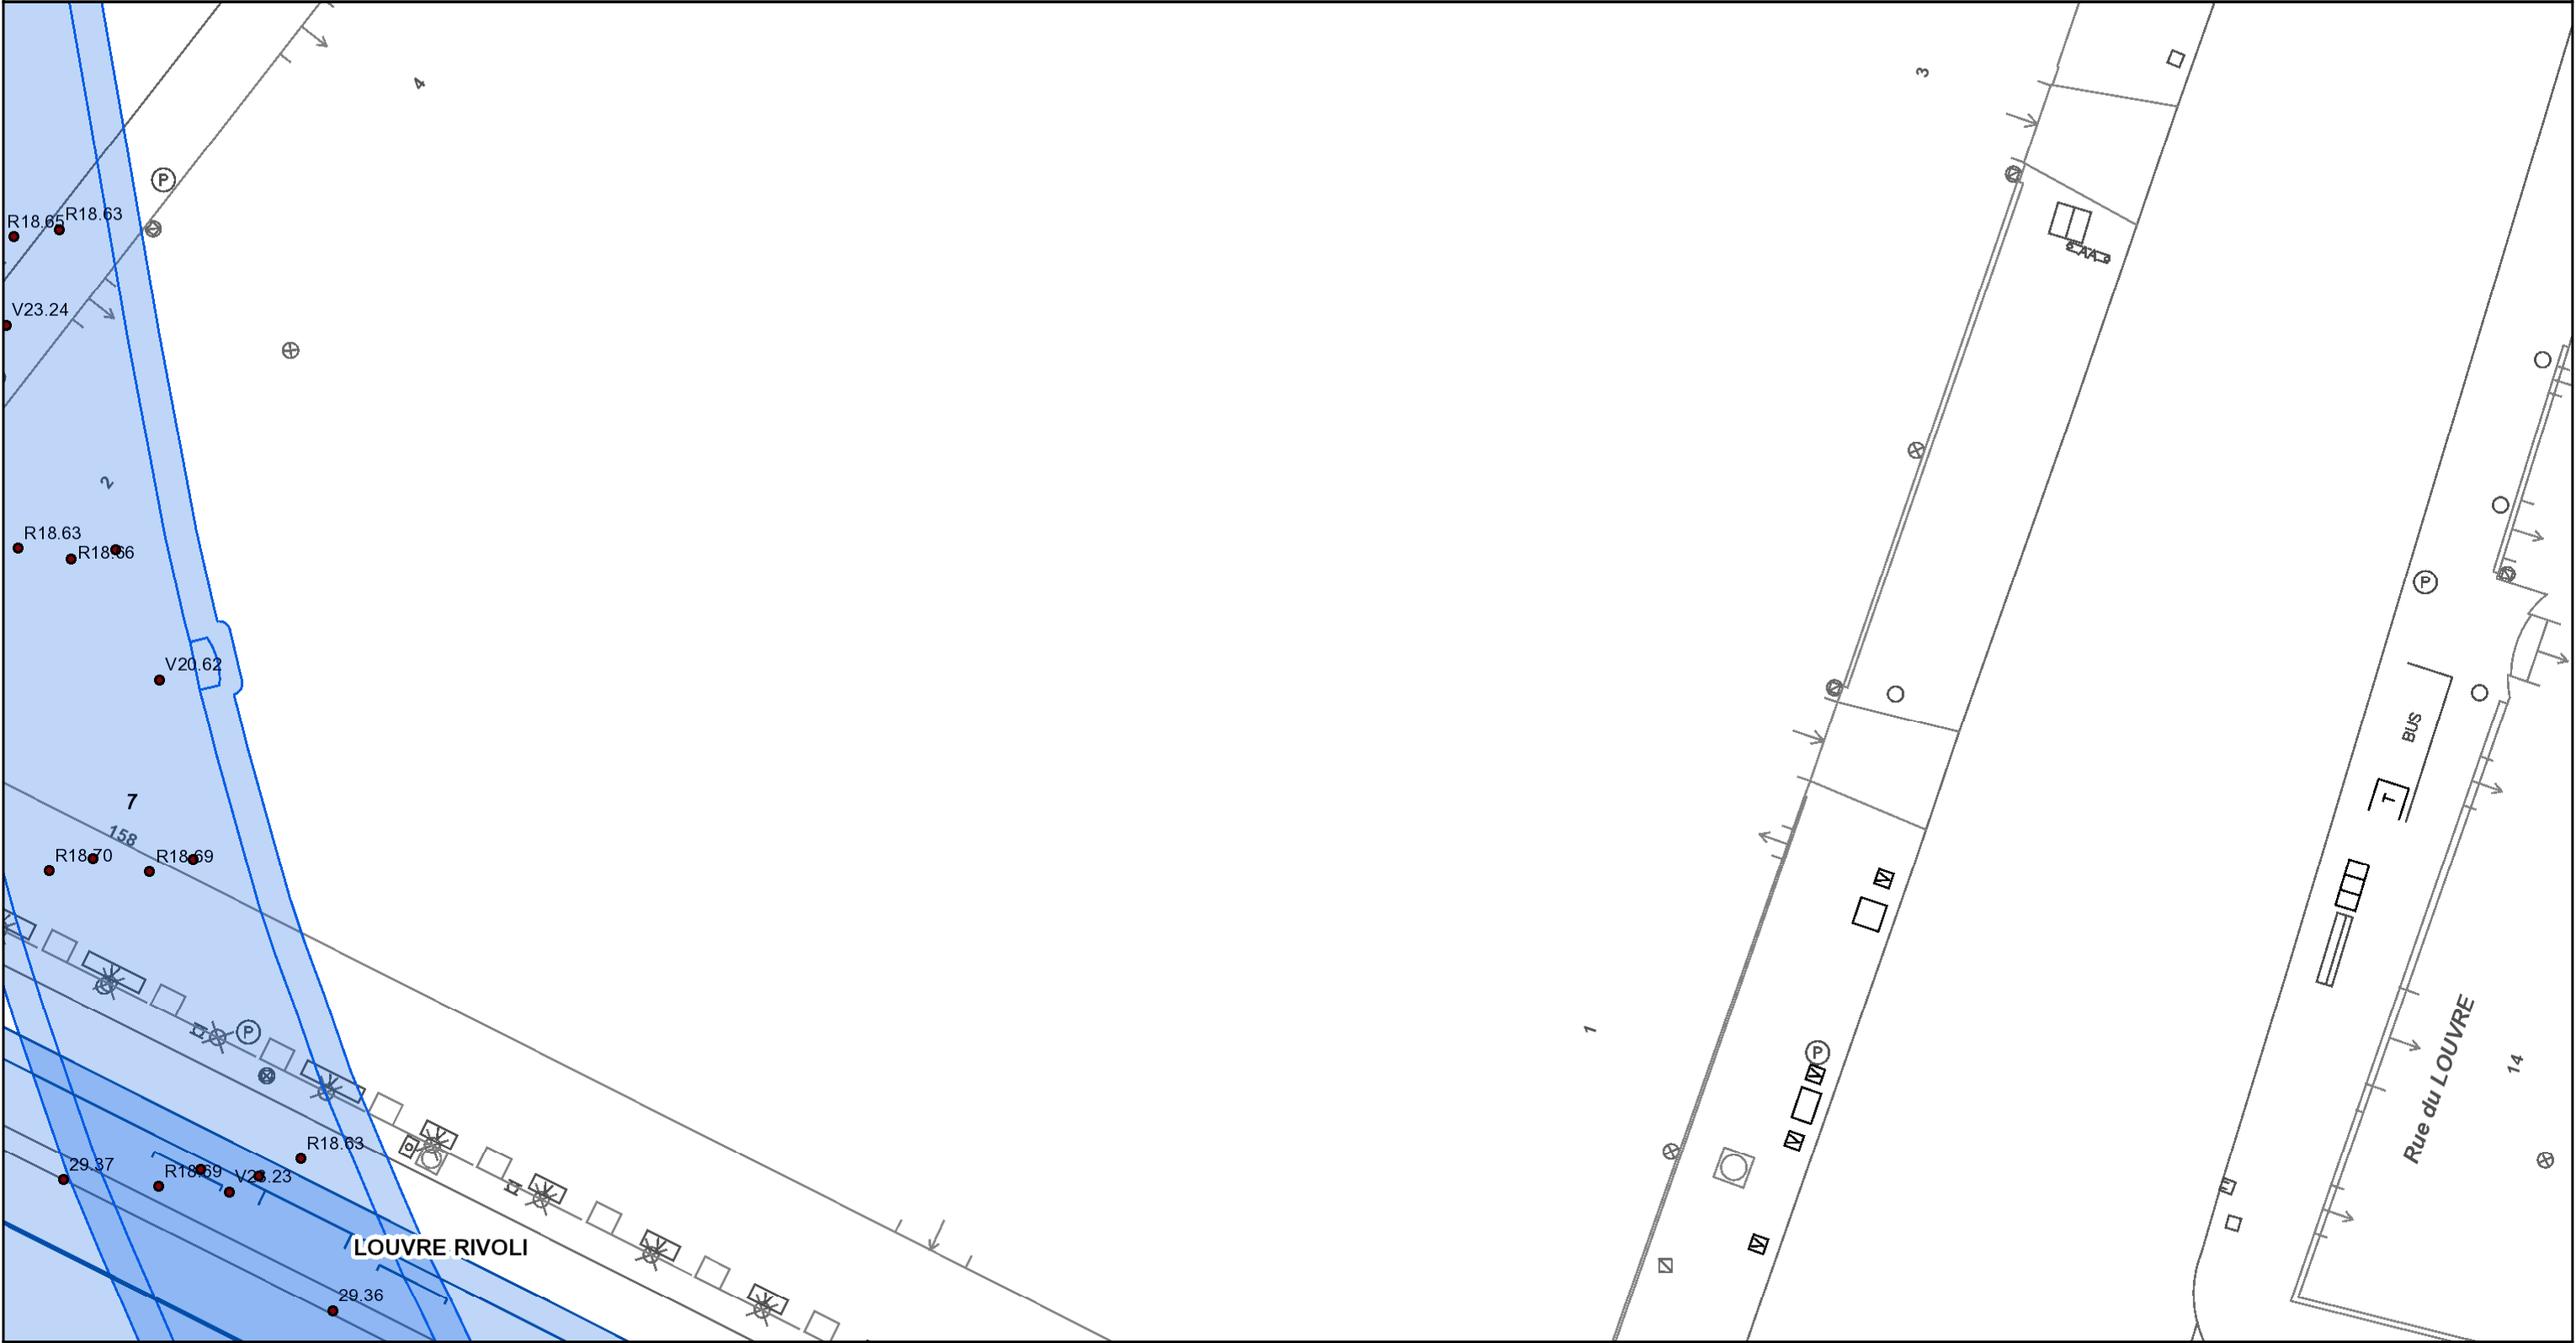 4
3
P
R18.65
R18.63
AA
V23.24
2
R18.63
R18.66
P
V20.62
BUS
7
T
158
R18.70
R18.69
V
Rue du LOUVRE
1
P
P
V
14
V
R18.63
29.37
R18.69
V23.23
V
LOUVRE RIVOLI
29.36